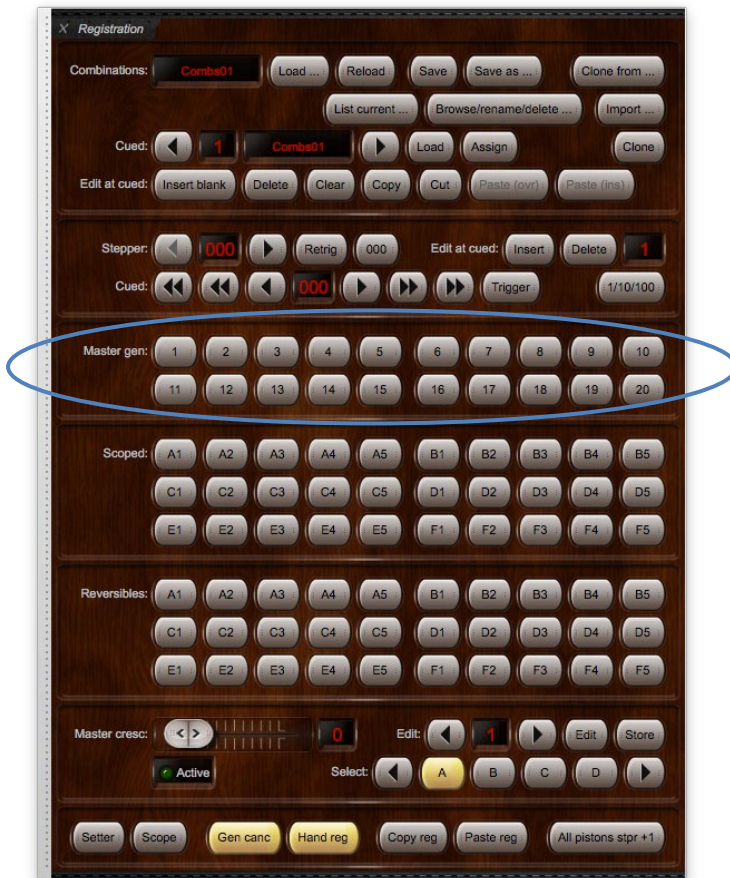 X Registration
Combinations: Combs01 Load ... Reload Save Save as ... Clone from ...
List current ... Browse/rename/delete ... Import ...
Cued: 1 Combs01 Load Assign Clone
Edit at cued: Insert blank Delete Clear Copy Cut Paste (ovr) Paste (ins)
Stepper: 000 Retrig 000 Edit at cued: Insert Delete 1
Cued: 000 Trigger 1/10/100
Master gen: 1 2 3 4 5 6 7 8 9 10
11 12 13 14 15 16 17 18 19 20
Scoped: A1 A2 A3 A4 A5 B1 B2 B3 B4 B5
C1 C2 C3 C4 C5 D1 D2 D3 D4 D5
E1 E2 E3 E4 E5 F1 F2 F3 F4 F5
Reversibles: A1 A2 A3 A4 A5 B1 B2 B3 B4 B5
C1 C2 C3 C4 C5 D1 D2 D3 D4 D5
E1 E2 E3 E4 E5 F1 F2 F3 F4 F5
Master cresc: < > 0 Edit: 1 Edit Store
Active Select: A B C D
Setter Scope Gen canc Hand reg Copy reg Paste reg All pistons stpr +1